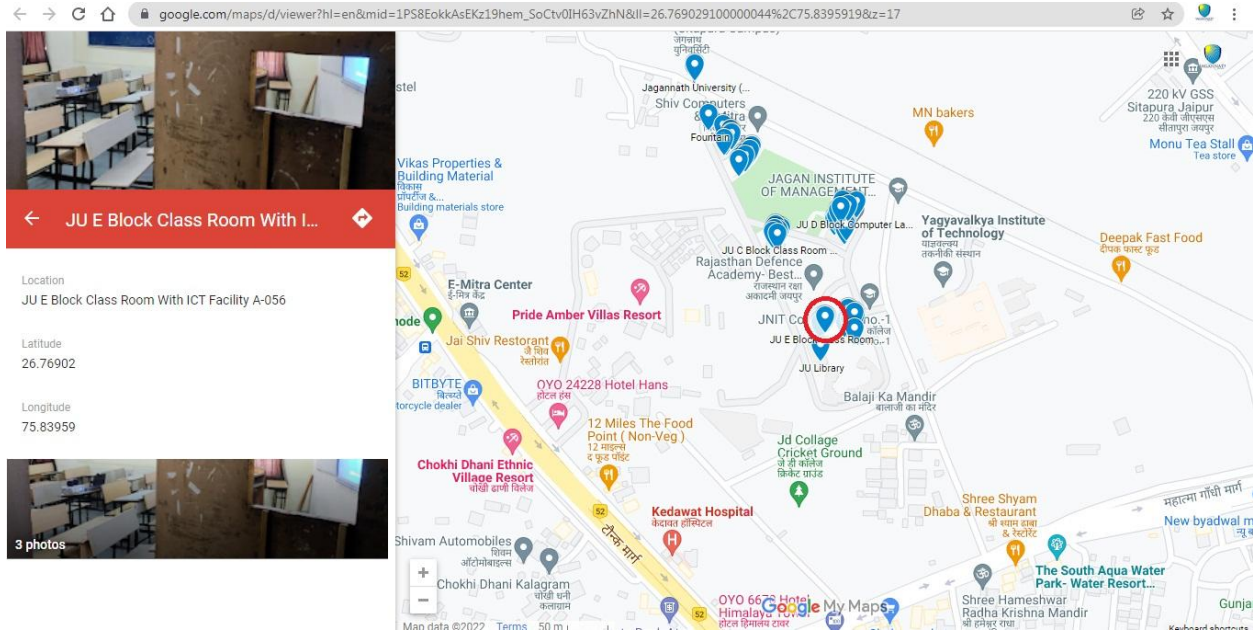 google.com/maps/d/viewer?hl=en&mid=1PS8EokkAsEKz19hem_SoCtv0IH63vZhN&ll=26.769029100000044%2C75.8395919&z=17
JU E Block Class Room With I...
Location
JU E Block Class Room With ICT Facility A-056
Latitude
26.76902
Longitude
75.83959
3 photos
जगन्नाथ
यूनिवर्सिटी
Jagannath University (...
Shiv Computers
Fountain
MN bakers
220 kV GSS
Sitapura Jaipur
220 केवी जीएसएस
सीतापुरा जयपुर
Monu Tea Stall
Tea store
Vikas Properties &
Building Material
विकास
प्रॉपर्टीज &...
Building materials store
JAGAN INSTITUTE
OF MANAGEMENT...
JU D Block Computer La...
Yagyavalkya Institute
of Technology
याज्ञवल्क्य
तकनीकी संस्थान
Deepak Fast Food
दीपक फास्ट फूड
JU C Block Class Room ...
Rajasthan Defence
Academy- Best...
राजस्थान रक्षा
अकादमी जयपुर
52
E-Mitra Center
ई-मित्र केंद्र
Pride Amber Villas Resort
JNIT Co
no.-1
कॉलेज
JU E Block Class Room...
JU Library
Jai Shiv Restorant
जै शिव
रेस्तोरांत
BITBYTE
बिटब्य्ते
OYO 24228 Hotel Hans
होटल हंस
Balaji Ka Mandir
बालाजी का मंदिर
12 Miles The Food
Point ( Non-Veg )
12 माइल्स
द फूड पॉइंट
Jd Collage
Cricket Ground
जे डी कॉलेज
क्रिकेट ग्राउंड
Chokhi Dhani Ethnic
Village Resort
चोखी ढाणी विलेज
52
टोंक मार्ग
Kedawat Hospital
केदावत हॉस्पिटल
Shree Shyam
Dhaba & Restaurant
श्री श्याम ढाबा
& रेस्टोरेंट
महात्मा गाँधी मार्ग
New byadwal m
Shivam Automobiles
शिवम
ऑटोमोबाइल्स
The South Aqua Water
Park- Water Resort...
Chokhi Dhani Kalagram
चोखी धनी
कलाग्राम
Shree Hameshwar
Radha Krishna Mandir
Gunja
52
होटल हिमालय टावर
Google My Maps
Map data ©2022
Terms
50 m
Keyboard shortcuts